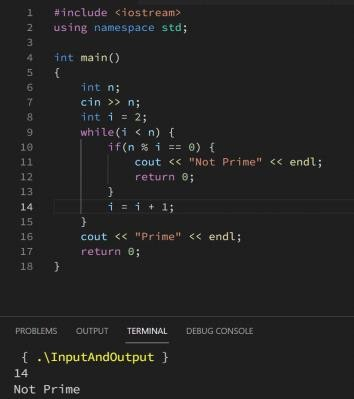 1 #include <iostream>
2 using namespace std;
3
4 int main()
5 {
6 int n;
7 cin >> n;
8 int i = 2;
9 while(i < n) {
10 if(n % i == 0) {
11 cout << "Not Prime" << endl;
12 return 0;
13 }
14 i = i + 1;
15 }
16 cout << "Prime" << endl;
17 return 0;
18 }
PROBLEMS OUTPUT TERMINAL DEBUG CONSOLE
{ .\InputAndOutput }
14
Not Prime